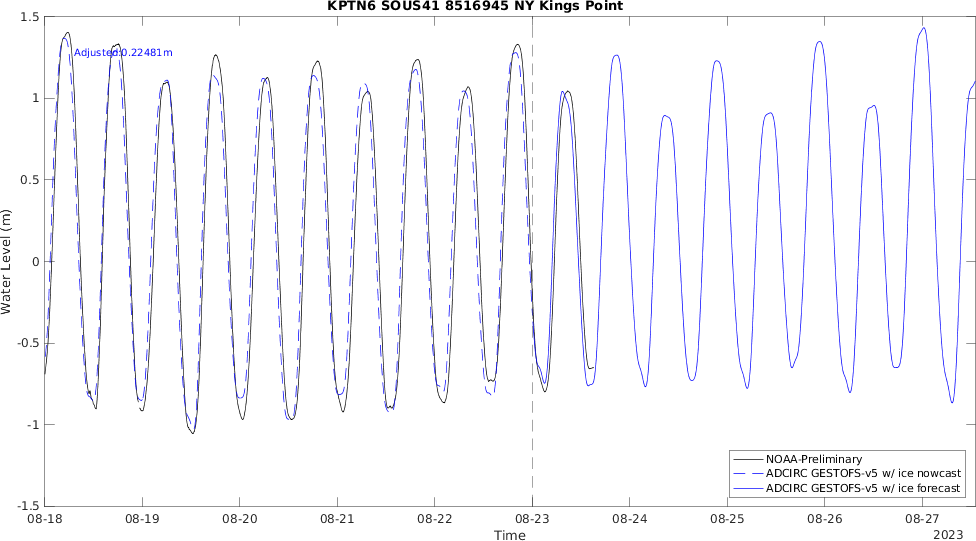 KPTN6 SOUS41 8516945 NY Kings Point
1.5
Adjusted:0.22481m
1
0.5
0
-0.5
-1
-1.5
Water Level (m)
NOAA-Preliminary
ADCIRC GESTOFS-v5 w/ ice nowcast
ADCIRC GESTOFS-v5 w/ ice forecast
08-18 08-19 08-20 08-21 08-22 08-23 08-24 08-25 08-26 08-27
Time
2023